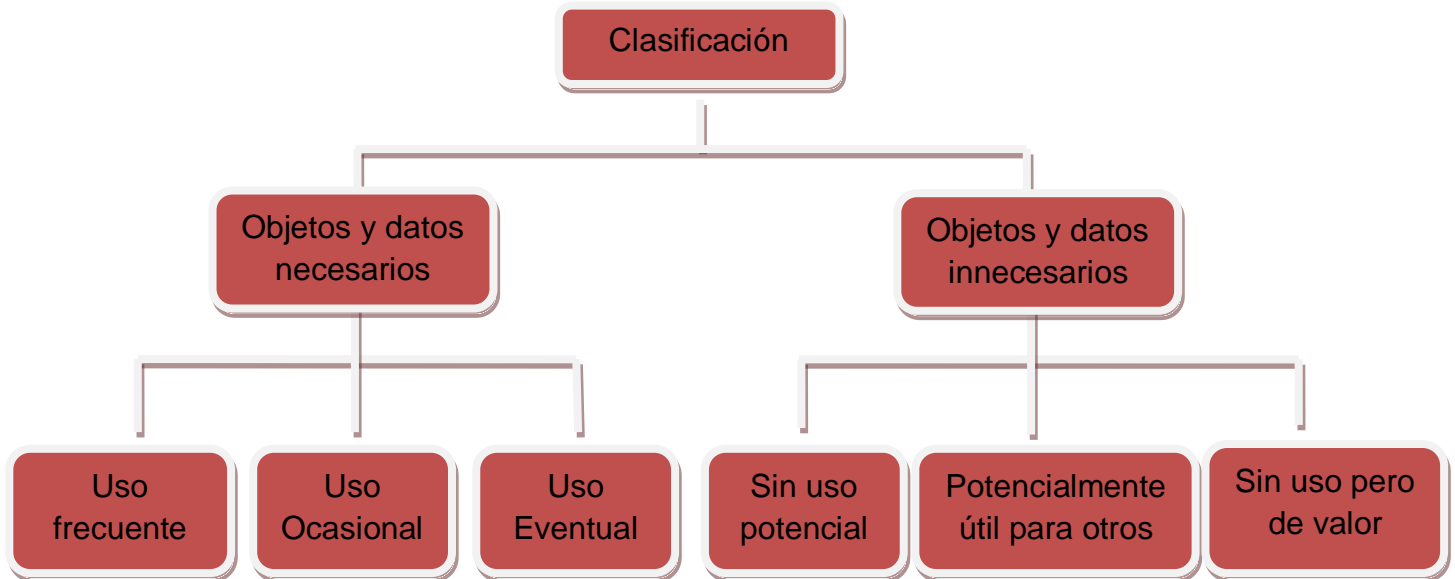 Clasificación
Objetos y datos
necesarios
Objetos y datos
innecesarios
Uso
frecuente
Uso
Ocasional
Uso
Eventual
Sin uso
potencial
Potencialmente
útil para otros
Sin uso pero
de valor